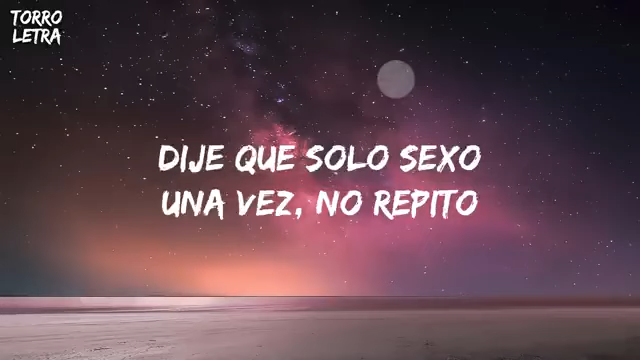 TORRO
LETRA
DIJE QUE SOLO SEXO
UNA VEZ, NO REPITO